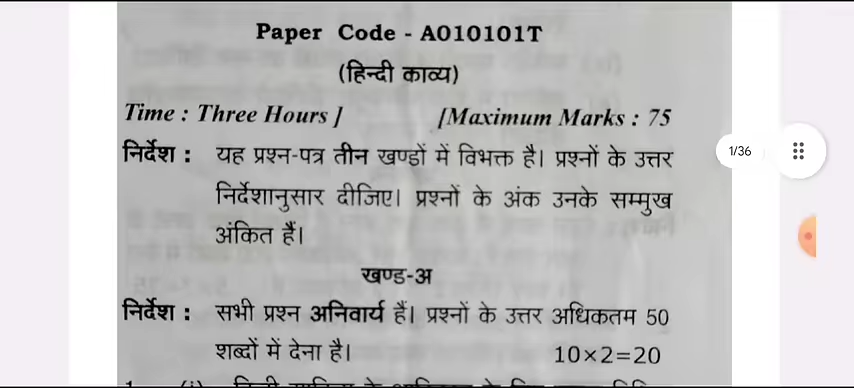 Paper Code - A010101T
(हिन्दी काव्य)
Time : Three Hours ] [Maximum Marks : 75
निर्देश : यह प्रश्न-पत्र तीन खण्डों में विभक्त है। प्रश्नों के उत्तर
निर्देशानुसार दीजिए। प्रश्नों के अंक उनके सम्मुख
अंकित हैं।
1/36
खण्ड-अ
निर्देश : सभी प्रश्न अनिवार्य हैं। प्रश्नों के उत्तर अधिकतम 50
शब्दों में देना है। 10×2=20